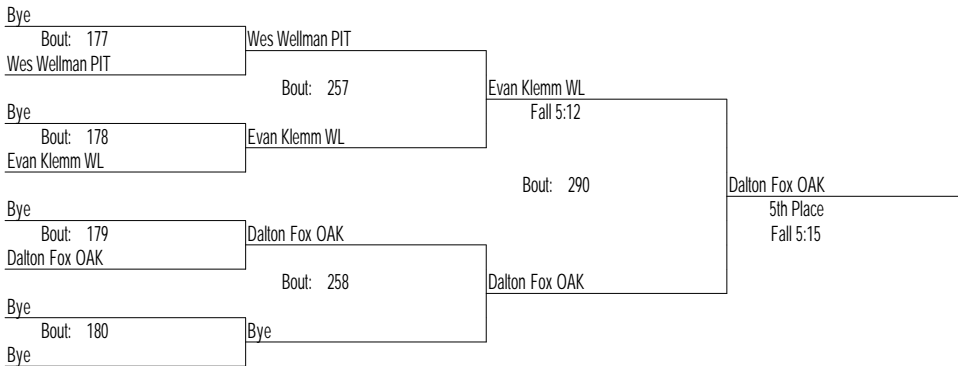 Bye
Bout: 177
Wes Wellman PIT
Wes Wellman PIT
Bout: 257
Evan Klemm WL
Fall 5:12
Bye
Bout: 178
Evan Klemm WL
Evan Klemm WL
Bout: 290
Dalton Fox OAK
5th Place
Fall 5:15
Bye
Bout: 179
Dalton Fox OAK
Dalton Fox OAK
Bout: 258
Dalton Fox OAK
Bye
Bout: 180
Bye
Bye